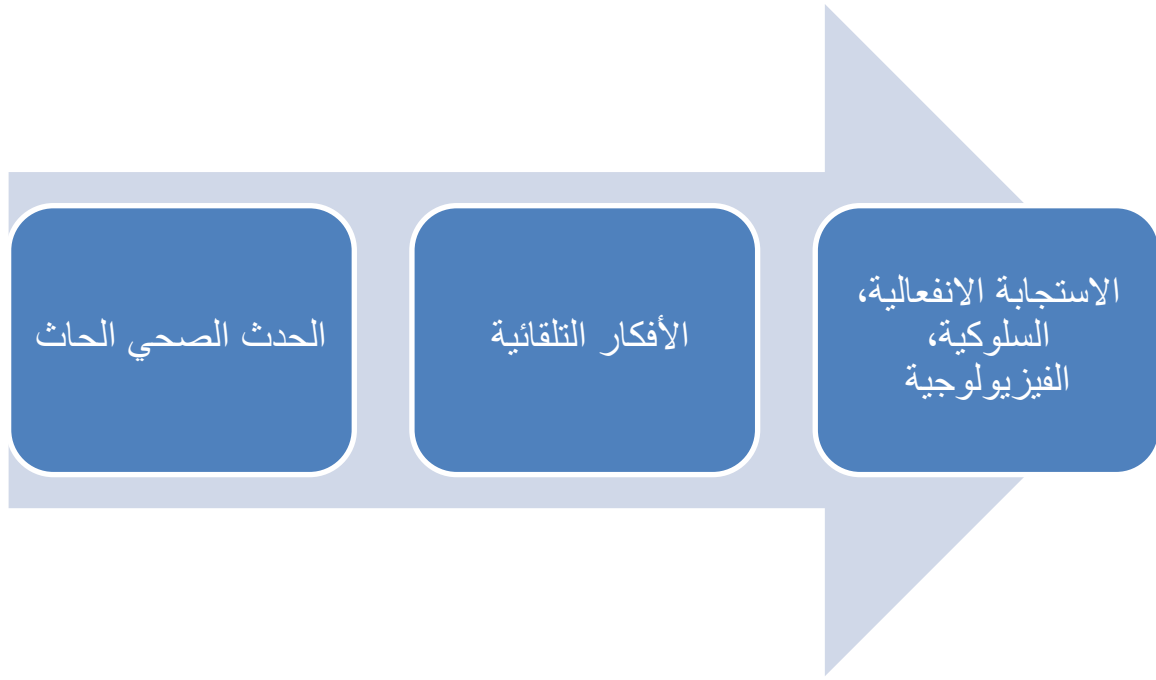 الحدث الصحي الحاث
الأفكار التلقائية
الاستجابة الانفعالية،
السلوكية،
الفيزيولوجية